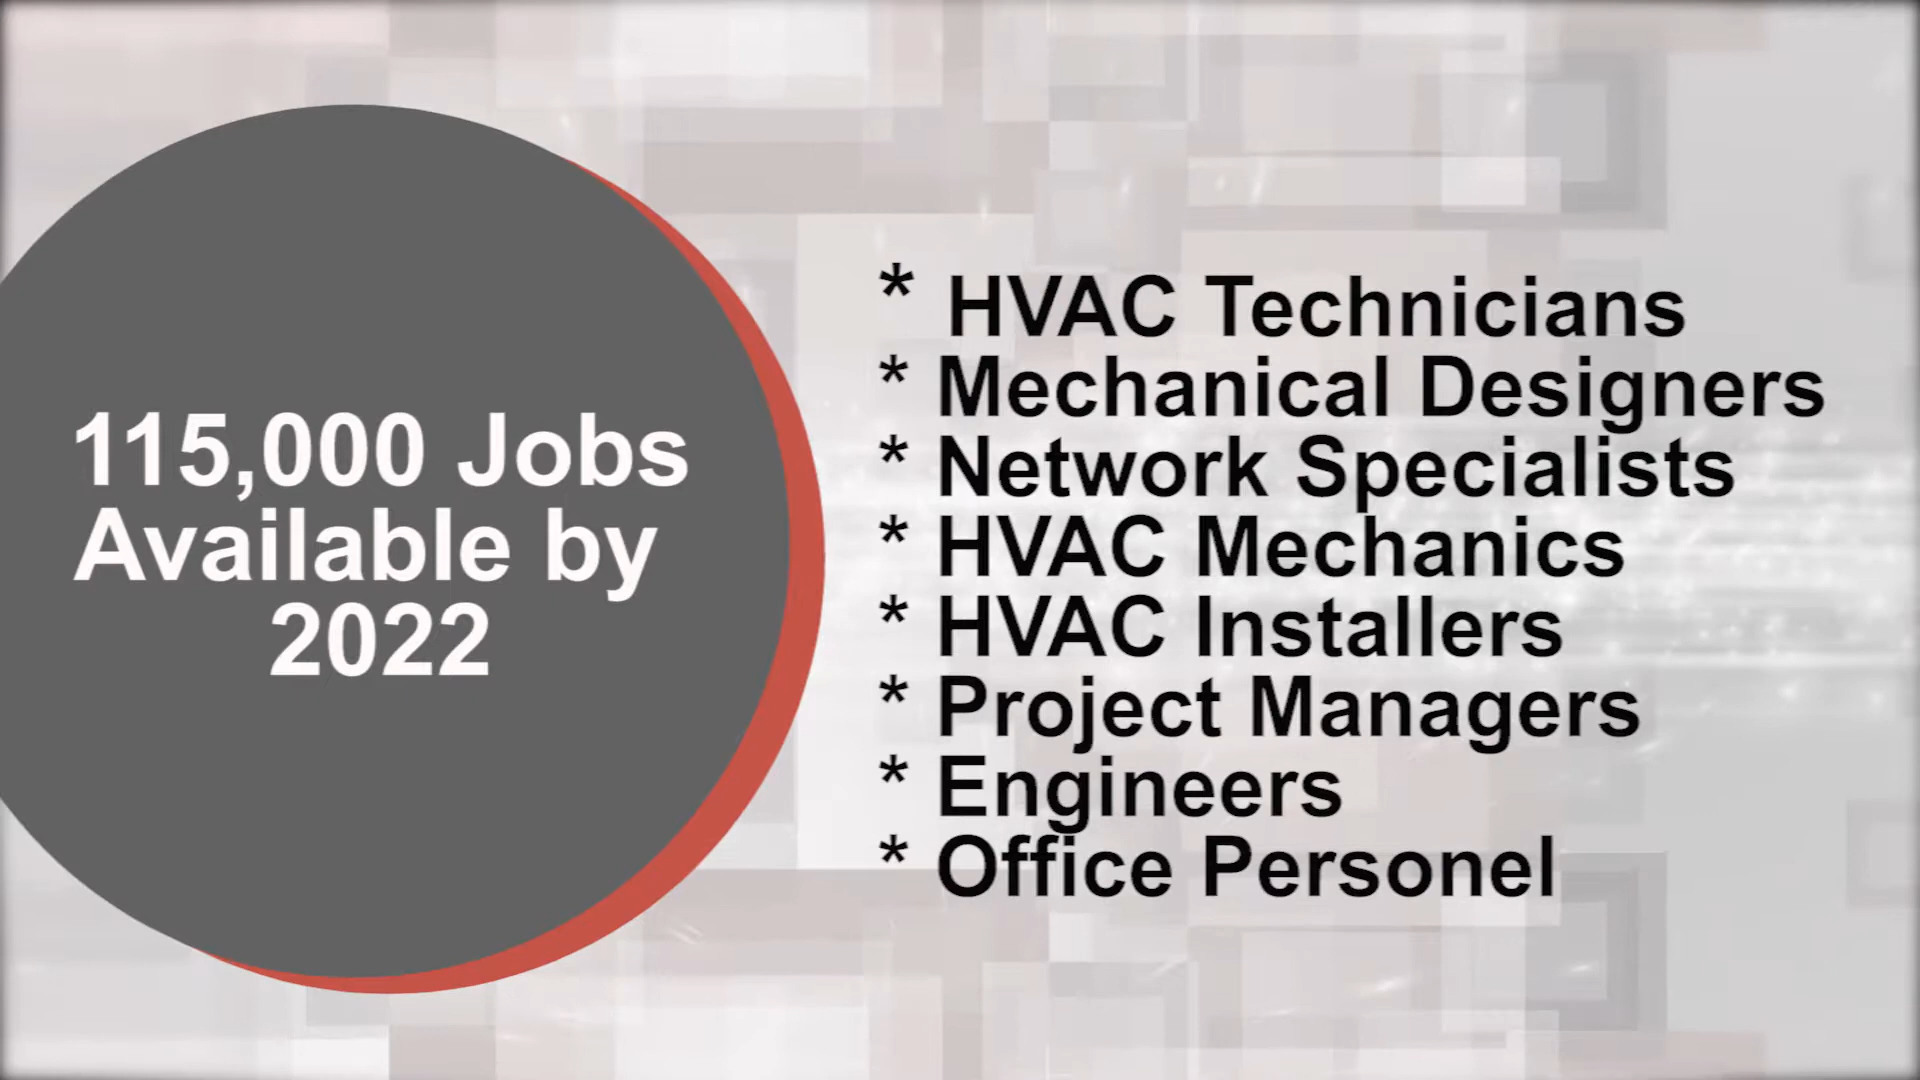 115,000 Jobs
Available by
2022
* HVAC Technicians
* Mechanical Designers
* Network Specialists
* HVAC Mechanics
* HVAC Installers
* Project Managers
* Engineers
* Office Personel